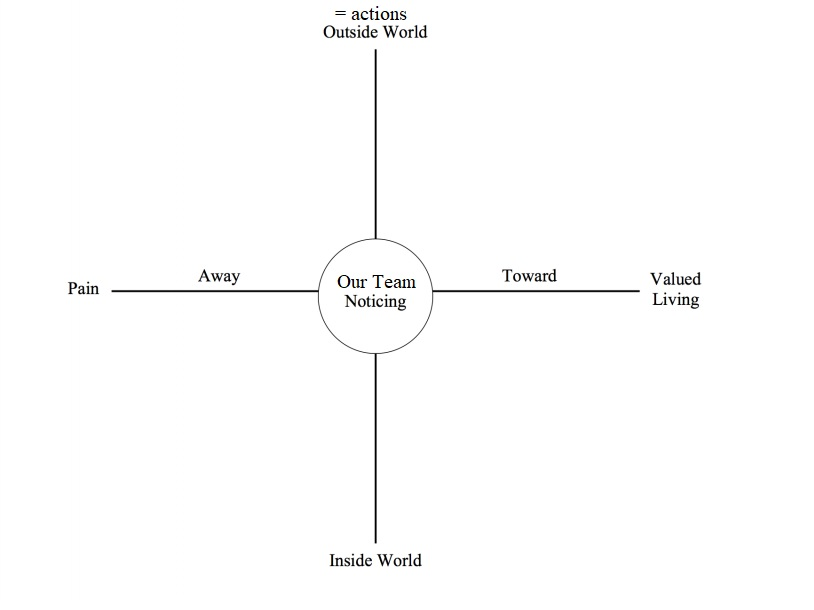 = actions
Outside World
Away
Toward
Pain
Our Team
Noticing
Valued
Living
Inside World